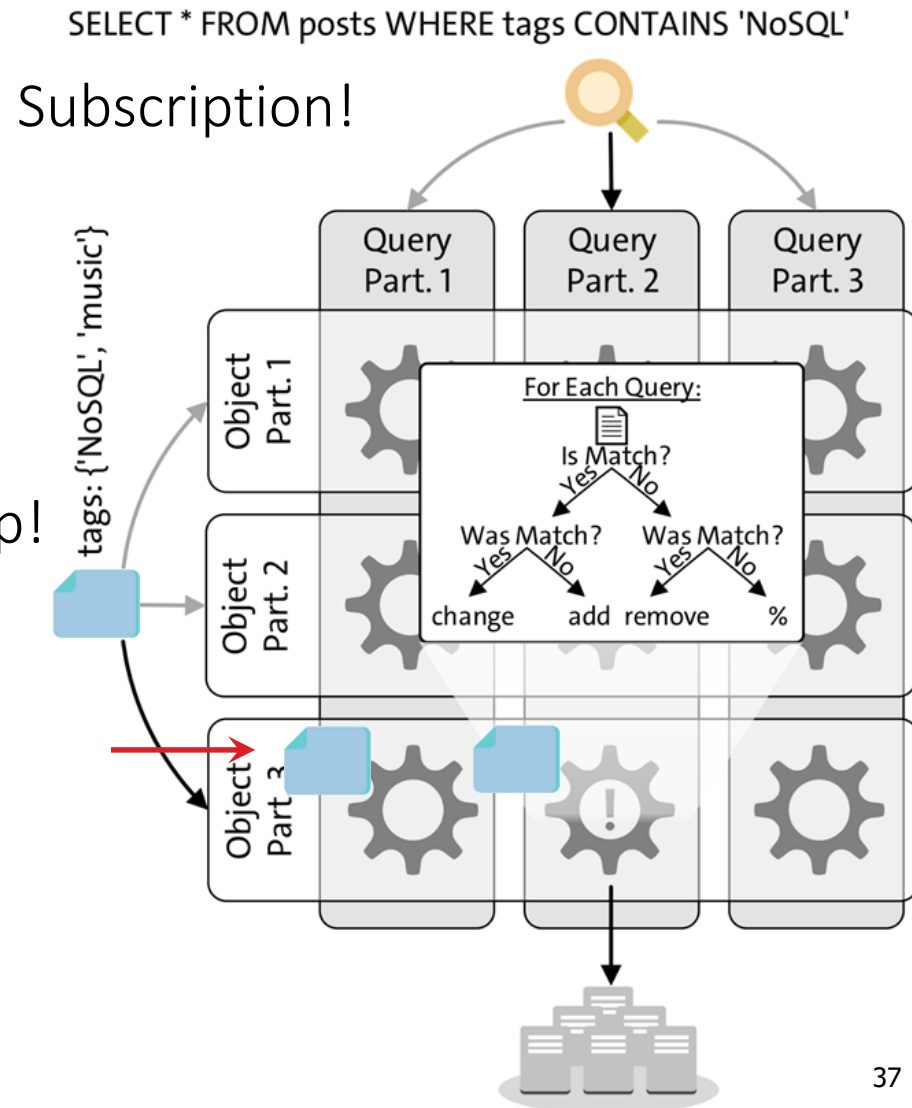 SELECT * FROM posts WHERE tags CONTAINS 'NoSQL'
Subscription!
Query
Part. 1
Query
Part. 2
Query
Part. 3
tags: {'NoSQL', 'music'}
Object
Part. 1
For Each Query:
Is Match?
Yes No
Was Match? Was Match?
Yes No Yes No
change add remove %
p!
Object
Part. 2
Object
Part. 3
!
37